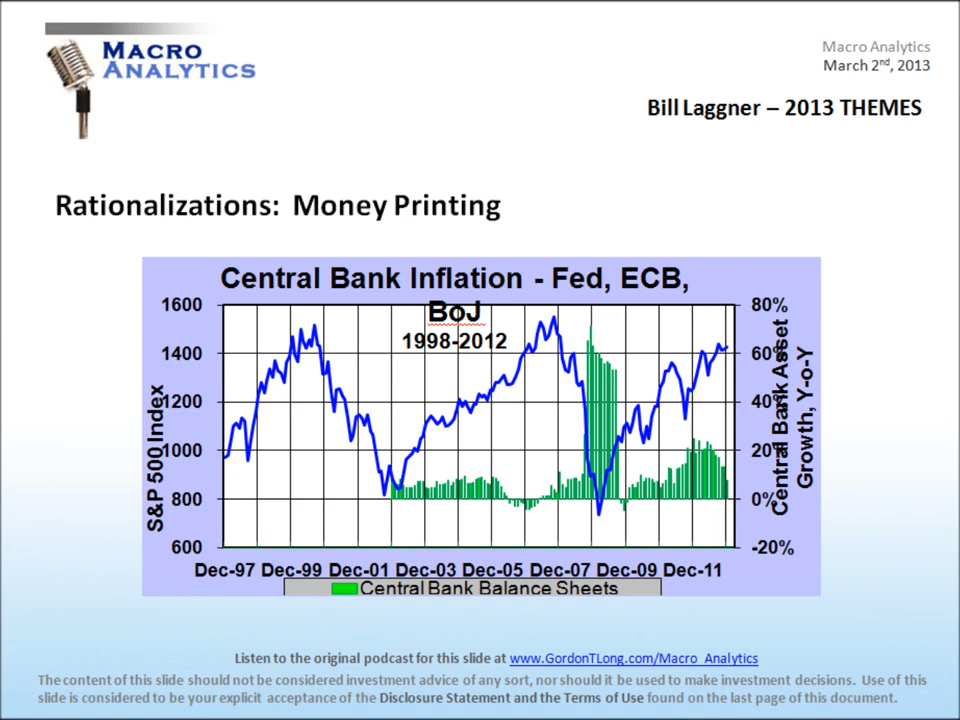 MACRO
ANALYTICS
Macro Analytics
March 2nd, 2013
Bill Laggner – 2013 THEMES
Rationalizations: Money Printing
Central Bank Inflation - Fed, ECB,
BoJ
1998-2012
1600
1400
1200
1000
800
600
S&P 500 Index
80%
60%
40%
20%
0%
-20%
Central Bank Asset
Growth, Y-o-Y
Dec-97 Dec-99 Dec-01 Dec-03 Dec-05 Dec-07 Dec-09 Dec-11
Central Bank Balance Sheets
Listen to the original podcast for this slide at www.GordonTLong.com/Macro_Analytics
The content of this slide should not be considered investment advice of any sort, nor should it be used to make investment decisions. Use of this
slide is considered to be your explicit acceptance of the Disclosure Statement and the Terms of Use found on the last page of this document.